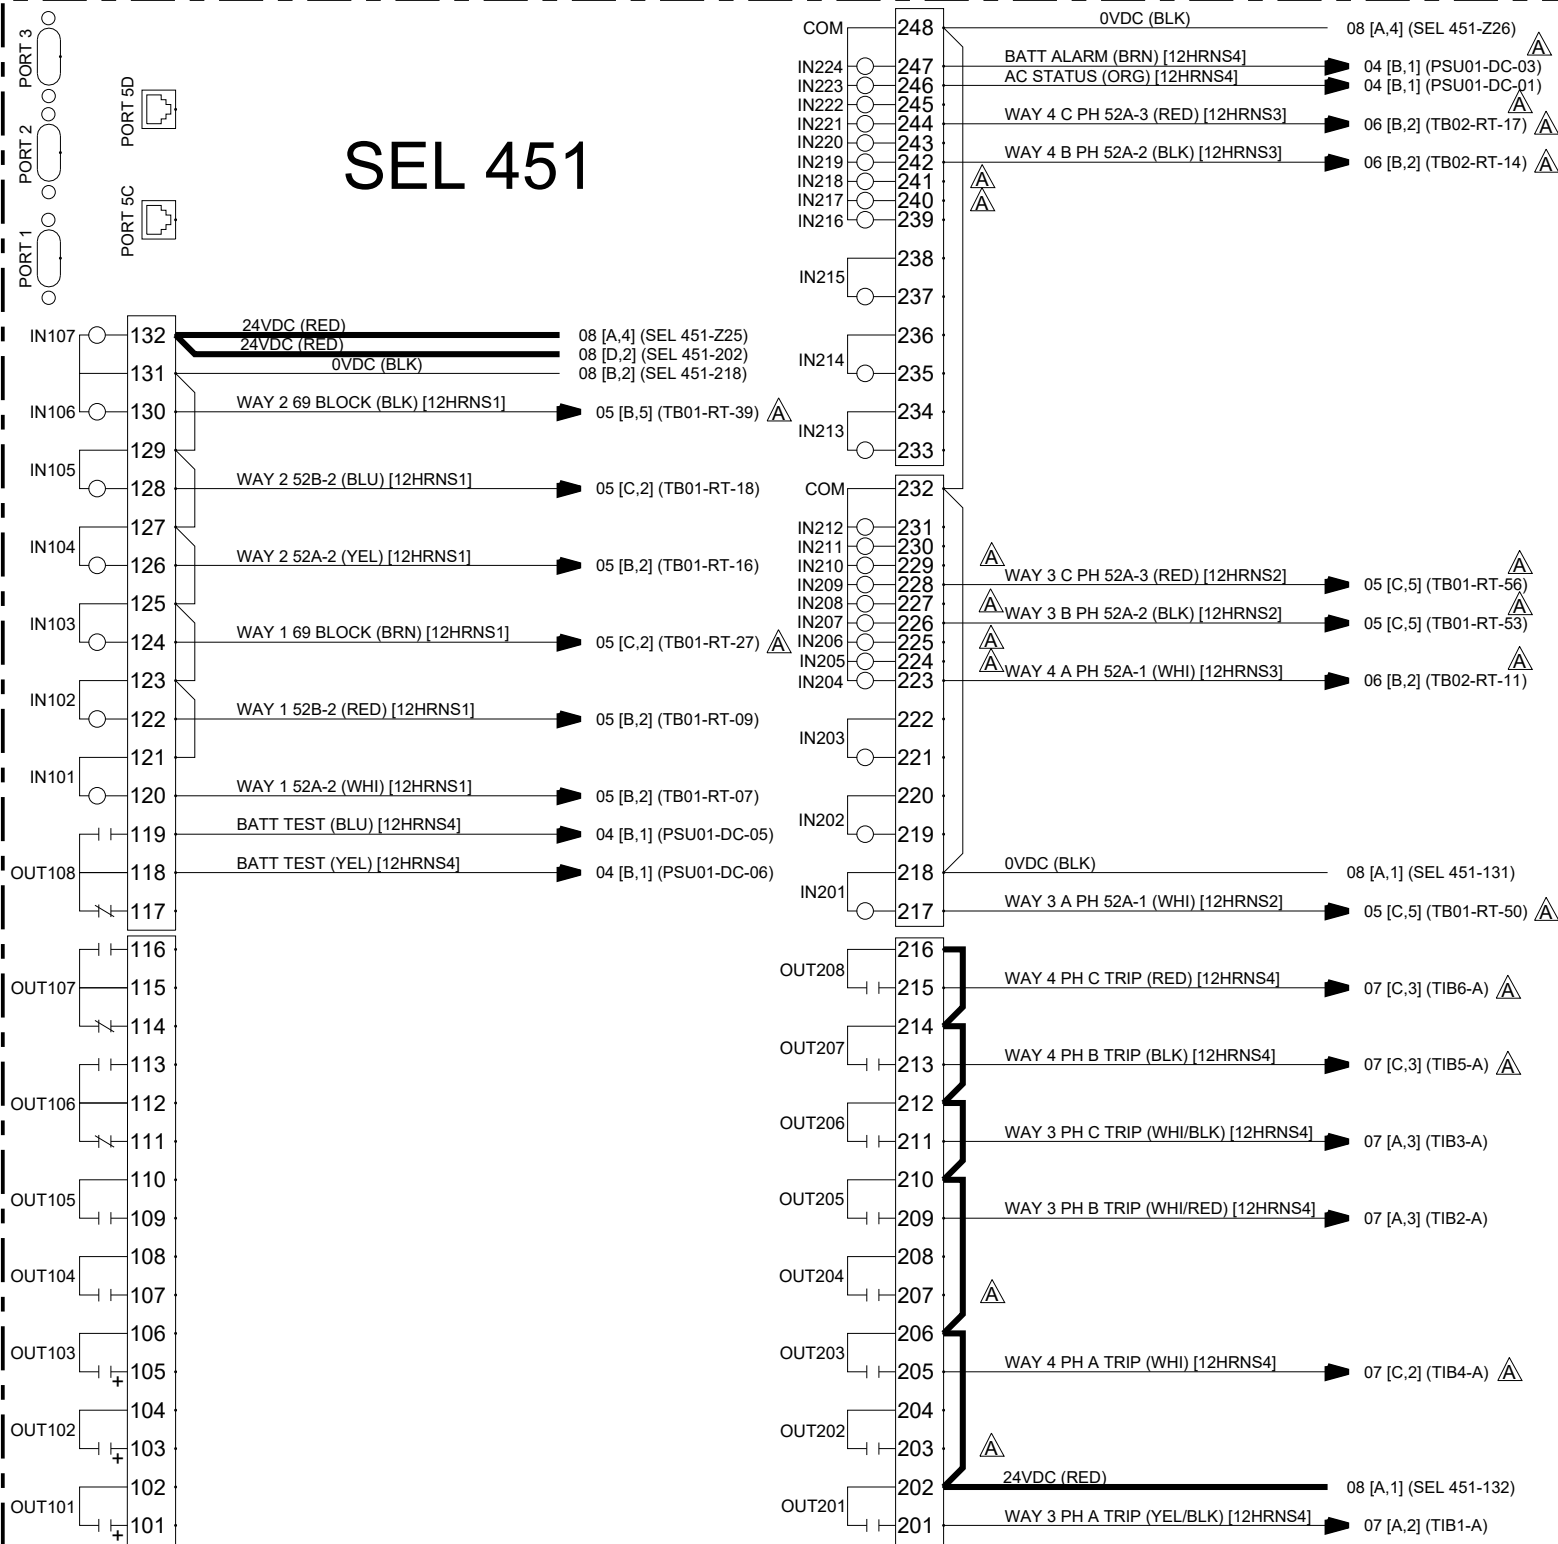 SEL 451
PORT 3
PORT 2
PORT 1
PORT 5D
PORT 5C
IN107 132 24VDC (RED) 08 [A,4] (SEL 451-Z25)
24VDC (RED) 08 [D,2] (SEL 451-202)
131 0VDC (BLK) 08 [B,2] (SEL 451-218)
IN106 130 WAY 2 69 BLOCK (BLK) [12HRNS1] 05 [B,5] (TB01-RT-39) A
129
IN105
128 WAY 2 52B-2 (BLU) [12HRNS1] 05 [C,2] (TB01-RT-18)
127
IN104
126 WAY 2 52A-2 (YEL) [12HRNS1] 05 [B,2] (TB01-RT-16)
125
IN103
124 WAY 1 69 BLOCK (BRN) [12HRNS1] 05 [C,2] (TB01-RT-27) A
123
IN102
122 WAY 1 52B-2 (RED) [12HRNS1] 05 [B,2] (TB01-RT-09)
121
IN101
120 WAY 1 52A-2 (WHI) [12HRNS1] 05 [B,2] (TB01-RT-07)
119 BATT TEST (BLU) [12HRNS4] 04 [B,1] (PSU01-DC-05)
OUT108 118 BATT TEST (YEL) [12HRNS4] 04 [B,1] (PSU01-DC-06)
117
116
OUT107 115
114
113
OUT106 112
111
110
OUT105
109
108
OUT104
107
106
OUT103
105
+
104
OUT102
103
+
102
OUT101
101
+
COM 248 0VDC (BLK) 08 [A,4] (SEL 451-Z26)
A
IN224 247 BATT ALARM (BRN) [12HRNS4] 04 [B,1] (PSU01-DC-03)
IN223 246 AC STATUS (ORG) [12HRNS4] 04 [B,1] (PSU01-DC-01)
IN222 245 A
IN221 244 WAY 4 C PH 52A-3 (RED) [12HRNS3] 06 [B,2] (TB02-RT-17) A
IN220 243
IN219 242 WAY 4 B PH 52A-2 (BLK) [12HRNS3] 06 [B,2] (TB02-RT-14) A
IN218 241 A
IN217 240 A
IN216 239
238
IN215
237
236
IN214
235
234
IN213
233
COM 232
IN212 231
IN211 230
IN210 229 A A
IN209 228 WAY 3 C PH 52A-3 (RED) [12HRNS2] 05 [C,5] (TB01-RT-56)
IN208 227 A A
IN207 226 WAY 3 B PH 52A-2 (BLK) [12HRNS2] 05 [C,5] (TB01-RT-53)
IN206 225 A
IN205 224 A A
IN204 223 WAY 4 A PH 52A-1 (WHI) [12HRNS3] 06 [B,2] (TB02-RT-11)
222
IN203
221
220
IN202
219
218 0VDC (BLK) 08 [A,1] (SEL 451-131)
IN201
217 WAY 3 A PH 52A-1 (WHI) [12HRNS2] 05 [C,5] (TB01-RT-50) A
216
OUT208
215 WAY 4 PH C TRIP (RED) [12HRNS4] 07 [C,3] (TIB6-A) A
214
OUT207
213 WAY 4 PH B TRIP (BLK) [12HRNS4] 07 [C,3] (TIB5-A) A
212
OUT206
211 WAY 3 PH C TRIP (WHI/BLK) [12HRNS4] 07 [A,3] (TIB3-A)
210
OUT205
209 WAY 3 PH B TRIP (WHI/RED) [12HRNS4] 07 [A,3] (TIB2-A)
208
OUT204
207 A
206
OUT203
205 WAY 4 PH A TRIP (WHI) [12HRNS4] 07 [C,2] (TIB4-A) A
204
OUT202
203 A
202 24VDC (RED) 08 [A,1] (SEL 451-132)
OUT201
201 WAY 3 PH A TRIP (YEL/BLK) [12HRNS4] 07 [A,2] (TIB1-A)